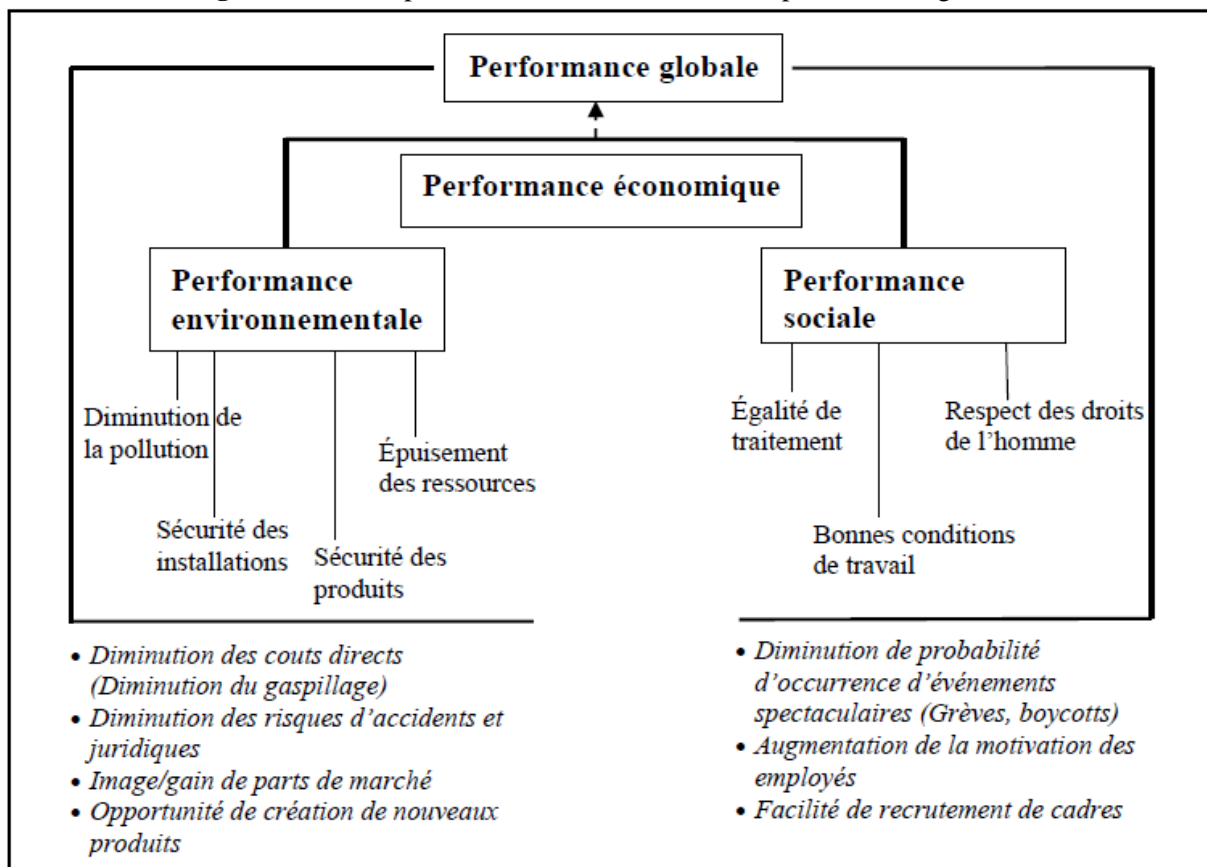 Performance globale
Performance économique
Performance
environnementale
Performance
sociale
Diminution de
la pollution
Sécurité des
installations
Sécurité des
produits
Épuisement
des ressources
Égalité de
traitement
Bonnes conditions
de travail
Respect des droits
de l'homme
• Diminution des couts directs
(Diminution du gaspillage)
• Diminution des risques d'accidents et
juridiques
• Image/gain de parts de marché
• Opportunité de création de nouveaux
produits
• Diminution de probabilité
d'occurrence d'événements
spectaculaires (Grèves, boycotts)
• Augmentation de la motivation des
employés
• Facilité de recrutement de cadres